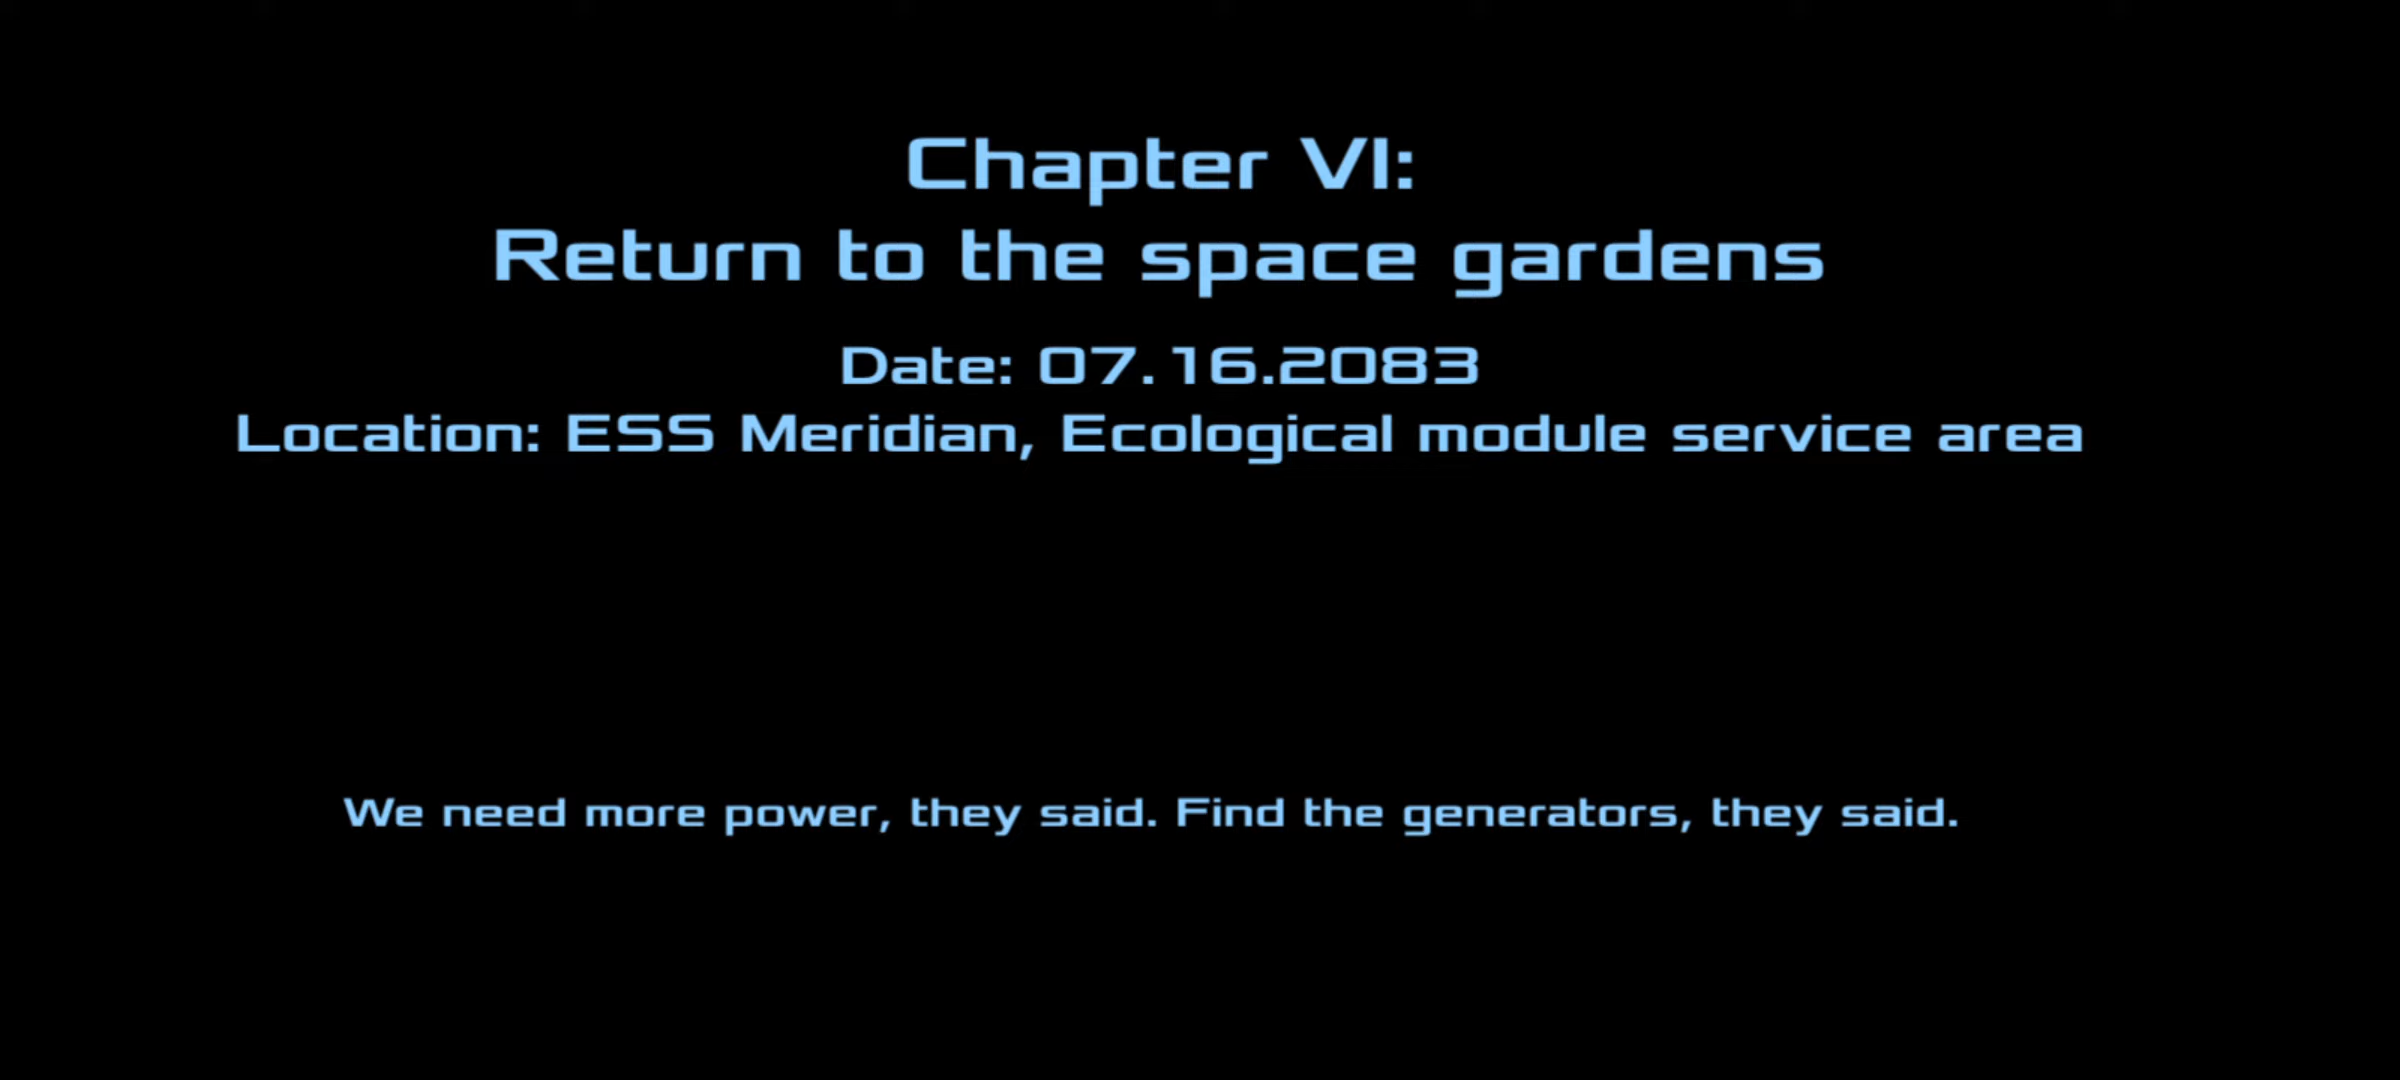 Chapter VI:
Return to the space gardens
Date: 07.16.2083
Location: ESS Meridian, Ecological module service area
We need more power, they said. Find the generators, they said.